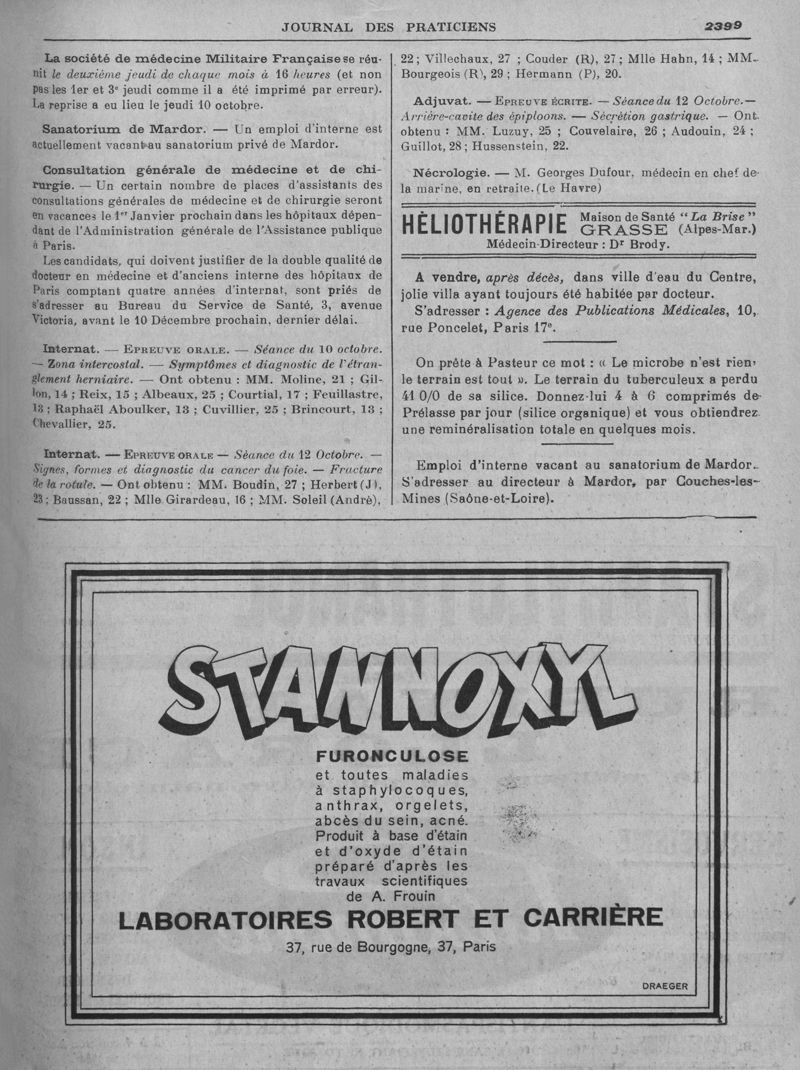 JOURNAL DES PRATICIENS
2399
La société de médecine Militaire Française se réu-
nit le deuxième jeudi de chaque mois à 16 heures (et non
pas les 1er et 3e jeudi comme il a été imprimé par erreur).
La reprise a eu lieu le jeudi 10 octobre.
Sanatorium de Mardor. — Un emploi d'interne est
actuellement vacant au sanatorium privé de Mardor.
Consultation générale de médecine et de chi-
rurgie. — Un certain nombre de places d'assistants des
consultations générales de médecine et de chirurgie seront
en vacances le 1er Janvier prochain dans les hôpitaux dépen-
dant de l'Administration générale de l'Assistance publique
à Paris.
Les candidats, qui doivent justifier de la double qualité de
docteur en médecine et d'anciens interne des hôpitaux de
Paris comptant quatre années d'internat, sont priés de
s'adresser au Bureau du Service de Santé, 3, avenue
Victoria, avant le 10 Décembre prochain, dernier délai.
Internat. — EPREUVE ORALE. — Séance du 10 octobre.
— Zona intercostal. — Symptômes et diagnostic de l'étran-
glement herniaire. — Ont obtenu : MM. Moline, 21 ; Gil-
lon, 14 ; Reix, 15 ; Albeaux, 25 ; Courtial, 17 ; Feuillastre,
13 ; Raphaël Aboulker, 13 ; Cuvillier, 25 ; Brincourt, 13 ;
Chevallier, 25.
Internat. — EPREUVE ORALE — Séance du 12 Octobre. —
Signes, formes et diagnostic du cancer du foie. — Fracture
de la rotule. — Ont obtenu : MM. Boudin, 27 ; Herbert (J),
23 ; Baussan, 22 ; Mlle Girardeau, 16 ; MM. Soleil (André),
22 ; Villechaux, 27 ; Couder (R), 27 ; Mlle Hahn, 14 ; MM.
Bourgeois (R), 29 ; Hermann (P), 20.
Adjuvat. — EPREUVE ÉCRITE. — Séance du 12 Octobre. —
Arrière-cavite des épiploons. — Sécrétion gastrique. — Ont
obtenu : MM. Luzuy, 25 ; Couvelaire, 26 ; Audouin, 24 ;
Guillot, 28 ; Hussenstein, 22.
Nécrologie. — M. Georges Dufour, médecin en chef de
la marine, en retraite. (Le Havre)
HÈLIOTHÉRAPIE Maison de Santé "La Brise"
GRASSE (Alpes-Mar.)
Médecin-Directeur : Dr Brody.
A vendre, après décès, dans ville d'eau du Centre,
jolie villa ayant toujours été habitée par docteur.
S'adresser : Agence des Publications Médicales, 10,
rue Poncelet, Paris 17e.
On prête à Pasteur ce mot : « Le microbe n'est rien,
le terrain est tout ». Le terrain du tuberculeux a perdu
41 0/0 de sa silice. Donnez-lui 4 à 6 comprimés de
Prélasse par jour (silice organique) et vous obtiendrez
une reminéralisation totale en quelques mois.
Emploi d'interne vacant au sanatorium de Mardor.
S'adresser au directeur à Mardor, par Couches-les-
Mines (Saône-et-Loire).
STANNOXYL
FURONCULOSE
et toutes maladies
à staphylocoques,
anthrax, orgelets,
abcès du sein, acné.
Produit à base d'étain
et d'oxyde d'étain
préparé d'après les
travaux scientifiques
de A. Frouin
LABORATOIRES ROBERT ET CARRIÈRE
37, rue de Bourgogne, 37, Paris
DRAEGER